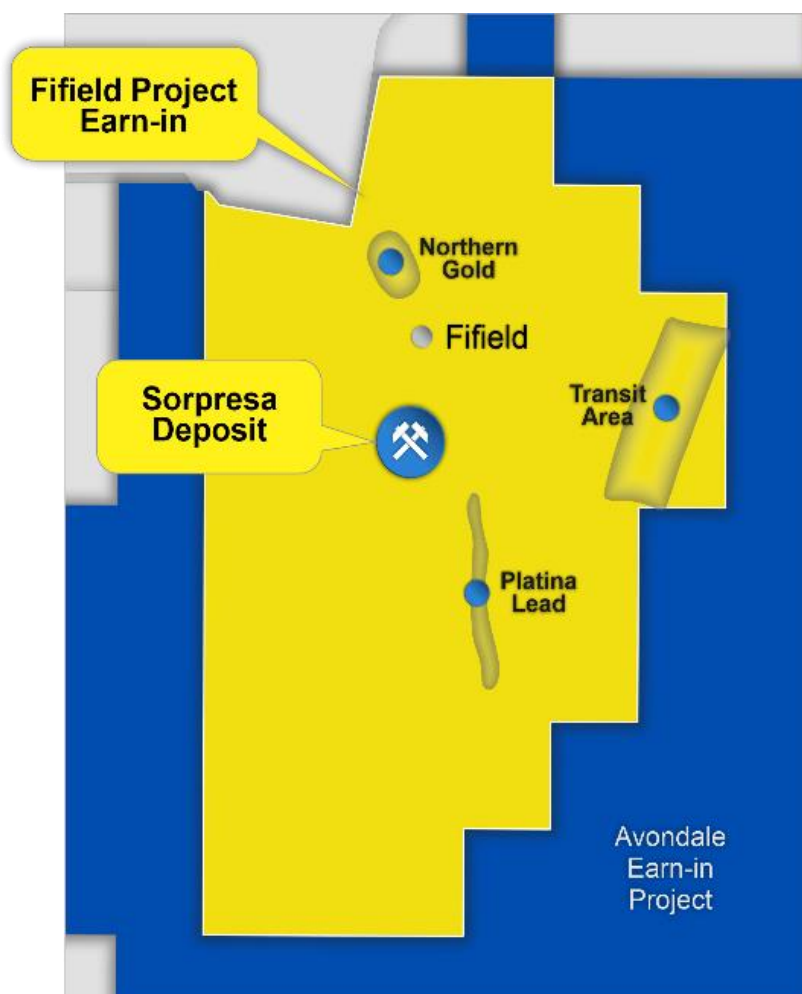 Fifield Project
Earn-in
Northern
Gold
Fifield
Sorpresa
Deposit
Transit
Area
Platina
Lead
Avondale
Earn-in
Project